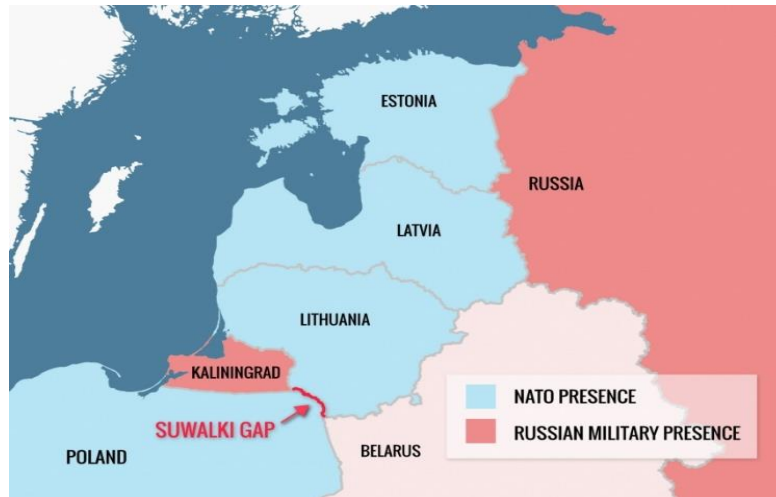 ESTONIA
RUSSIA
LATVIA
LITHUANIA
KALININGRAD
SUWALKI GAP
POLAND
BELARUS
NATO PRESENCE
RUSSIAN MILITARY PRESENCE